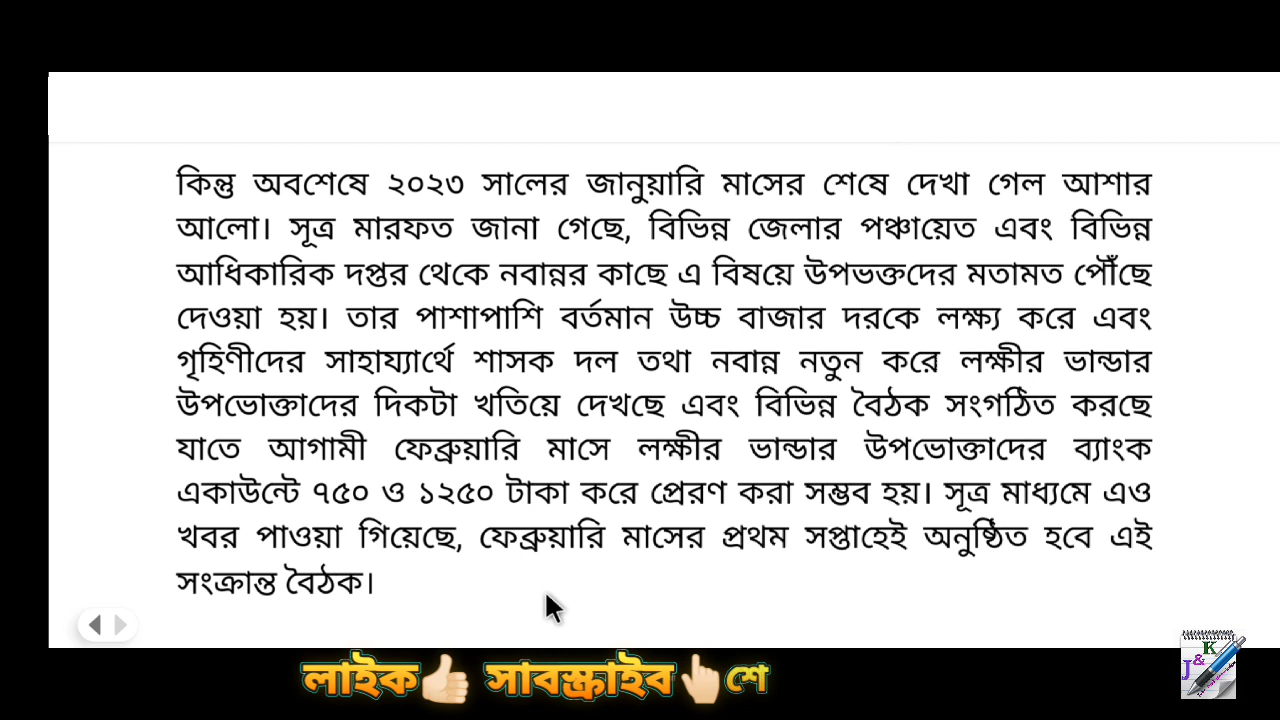 কিন্তু অবশেষে ২০২৩ সালের জানুয়ারি মাসের শেষে দেখা গেল আশার
আলো। সূত্র মারফত জানা গেছে, বিভিন্ন জেলার পঞ্চায়েত এবং বিভিন্ন
আধিকারিক দপ্তর থেকে নবান্নর কাছে এ বিষয়ে উপভক্তদের মতামত পৌঁছে
দেওয়া হয়। তার পাশাপাশি বর্তমান উচ্চ বাজার দরকে লক্ষ্য করে এবং
গৃহিণীদের সাহায্যার্থে শাসক দল তথা নবান্ন নতুন করে লক্ষীর ভান্ডার
উপভোক্তাদের দিকটা খতিয়ে দেখছে এবং বিভিন্ন বৈঠক সংগঠিত করছে
যাতে আগামী ফেব্রুয়ারি মাসে লক্ষীর ভান্ডার উপভোক্তাদের ব্যাংক
একাউন্টে ৭৫০ ও ১২৫০ টাকা করে প্রেরণ করা সম্ভব হয়। সূত্র মাধ্যমে এও
খবর পাওয়া গিয়েছে, ফেব্রুয়ারি মাসের প্রথম সপ্তাহেই অনুষ্ঠিত হবে এই
সংক্রান্ত বৈঠক।
লাইক👍🏻 সাবস্ক্রাইব👆🏻শে
J&K